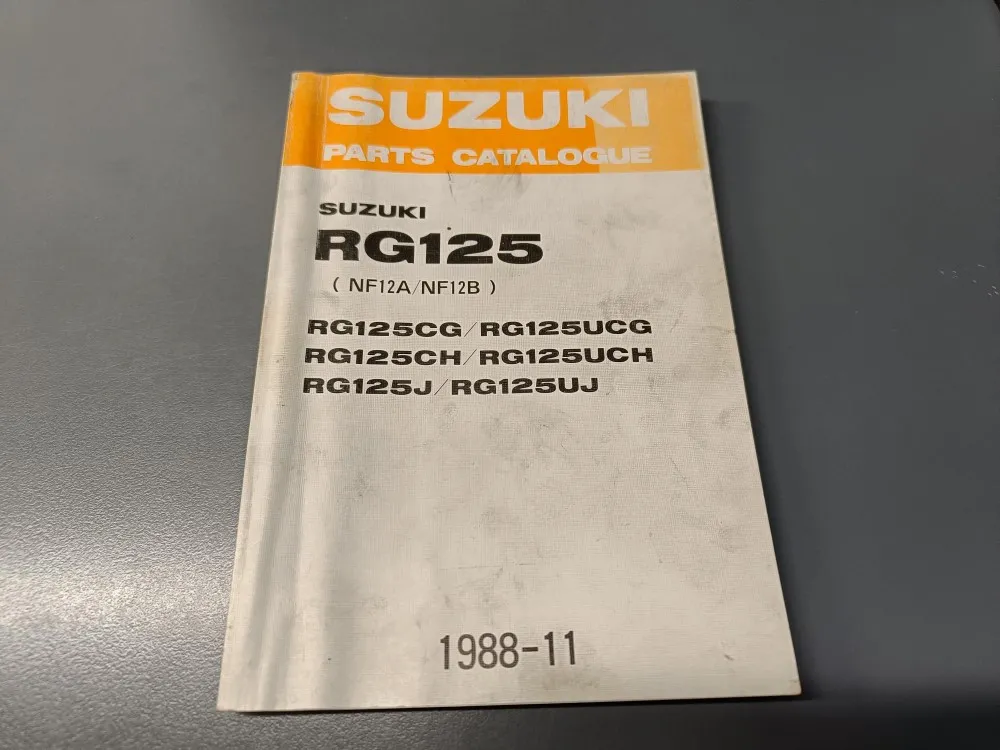 SUZUKI
PARTS CATALOGUE
SUZUKI
RG125
( NF12A/NF12B )
RG125CG/RG125UCG
RG125CH/RG125UCH
RG125J/RG125UJ
1988-11